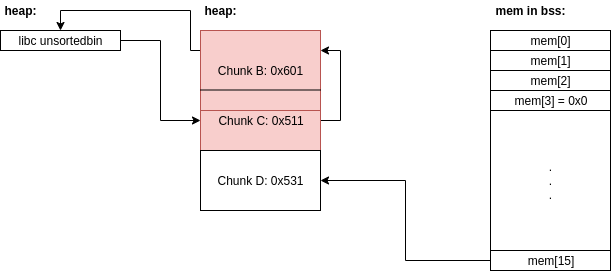 heap:
heap:
mem in bss:
libc unsortedbin
Chunk B: 0x601
Chunk C: 0x511
Chunk D: 0x531
mem[0]
mem[1]
mem[2]
mem[3] = 0x0
.
.
.
mem[15]